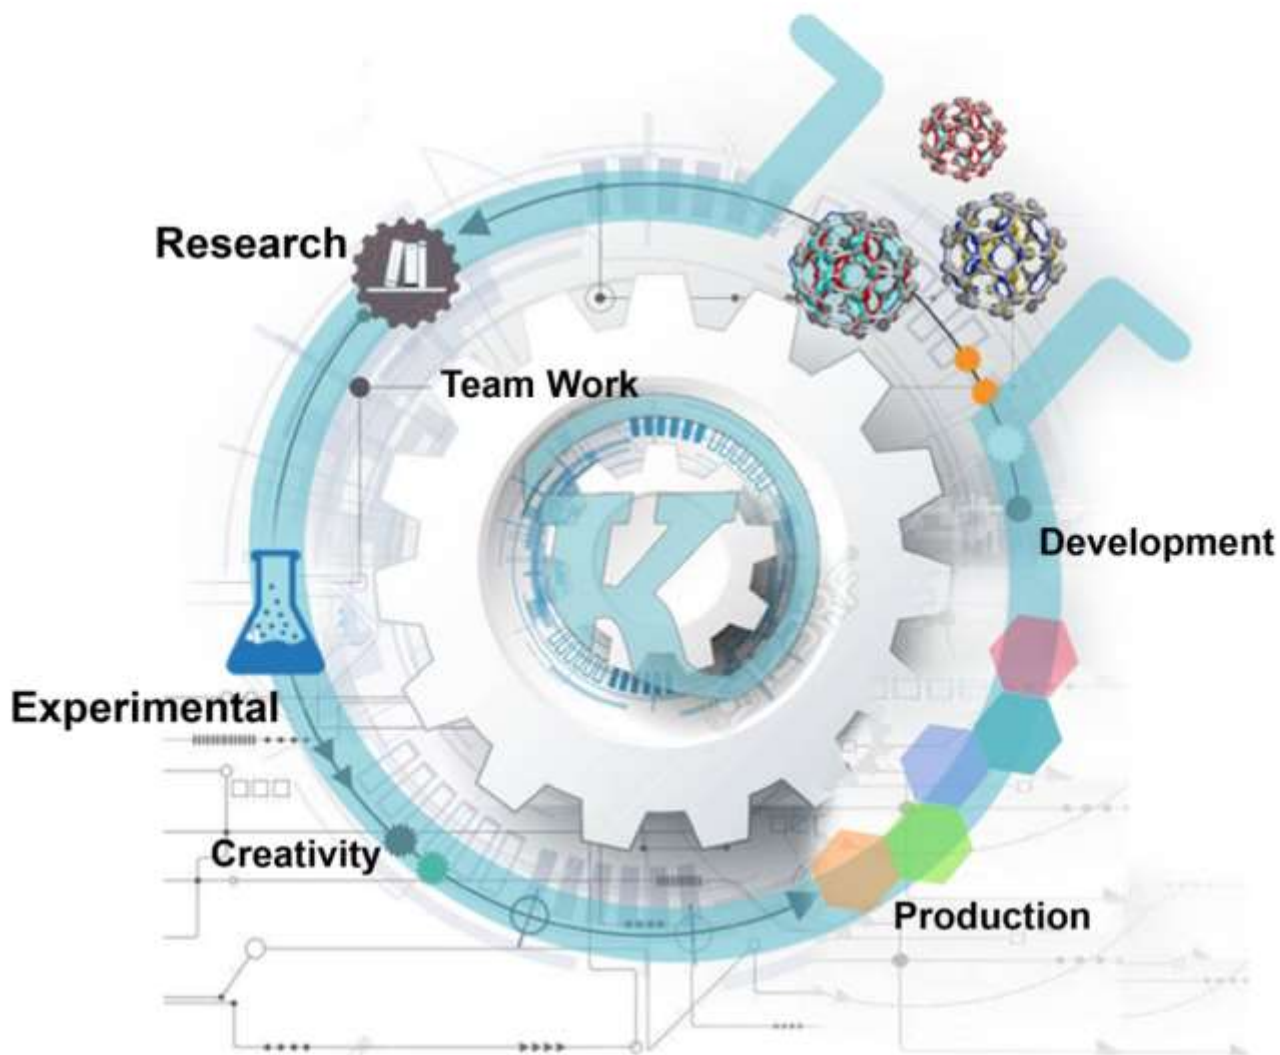 Research
Team Work
K
Development
Experimental
Creativity
Production